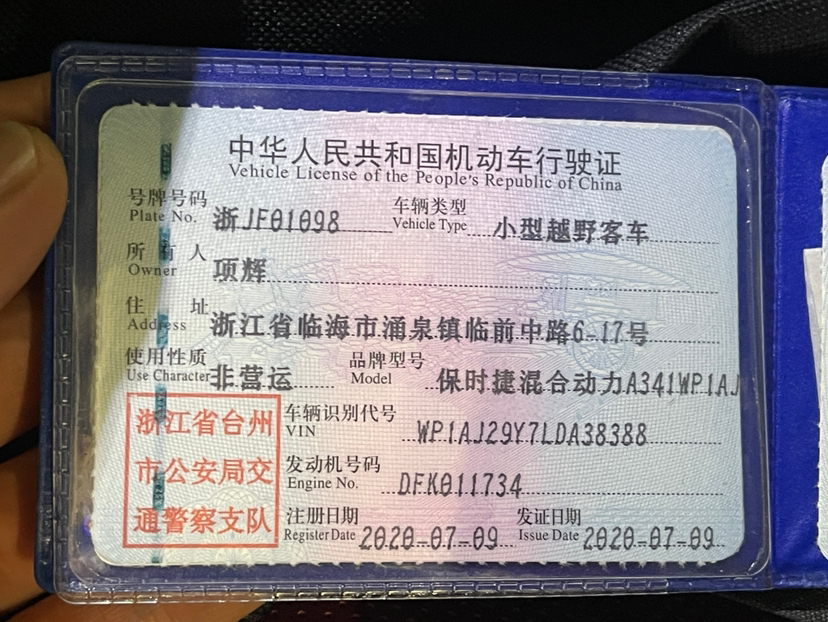 中华人民共和国机动车行驶证
Vehicle License of the People's Republic of China
号牌号码 浙JF01098 车辆类型 小型越野客车
Plate No. Vehicle Type
所有人 项辉
Owner
住址 浙江省临海市涌泉镇临前中路6-17号
Address
使用性质 非营运 品牌型号 保时捷混合动力A341WP1AJ
Use Character Model
浙江省台州
市公安局交
通警察支队
车辆识别代号 WP1AJ29Y7LDA38388
VIN
发动机号码 DFK011734
Engine No.
注册日期 2020-07-09 发证日期 2020-07-09
Register Date Issue Date